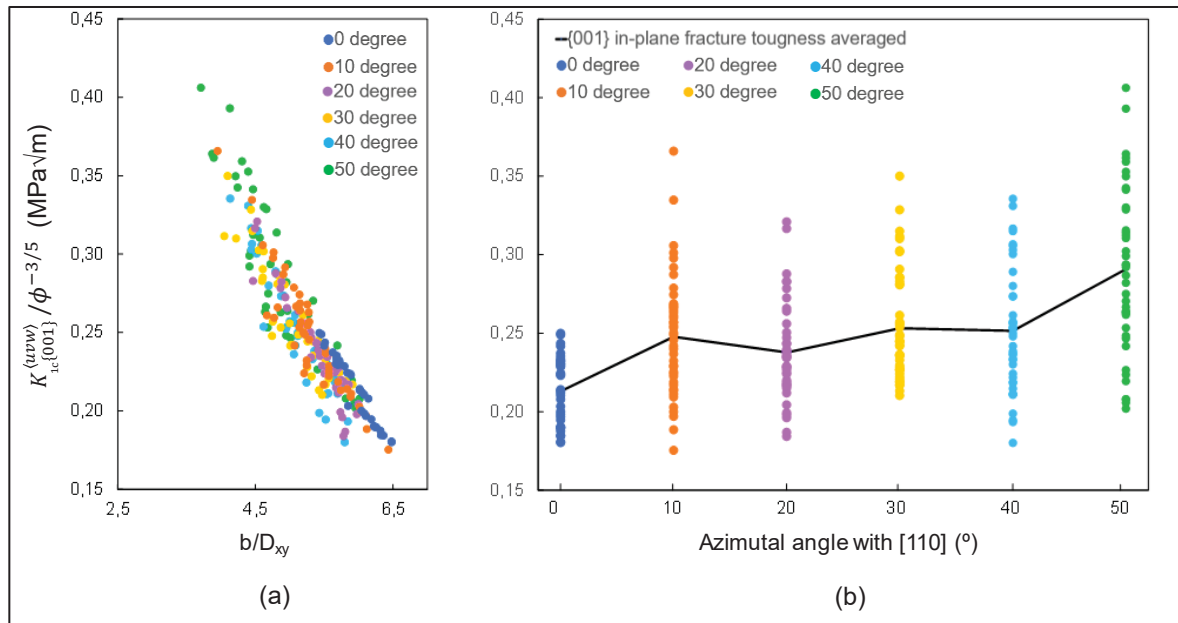 0,45
0,40
0,35
0,30
0,25
0,20
0,15
2,5
4,5
6,5
K₁c{001}^⟨uvw⟩ / ϕ^−3/5 (MPa√m)
b/Dxy
0 degree
10 degree
20 degree
30 degree
40 degree
50 degree
(a)
0,45
0,40
0,35
0,30
0,25
0,20
0,15
{001} in-plane fracture tougness averaged
0 degree 20 degree 40 degree
10 degree 30 degree 50 degree
0 10 20 30 40 50
Azimutal angle with [110] (º)
(b)